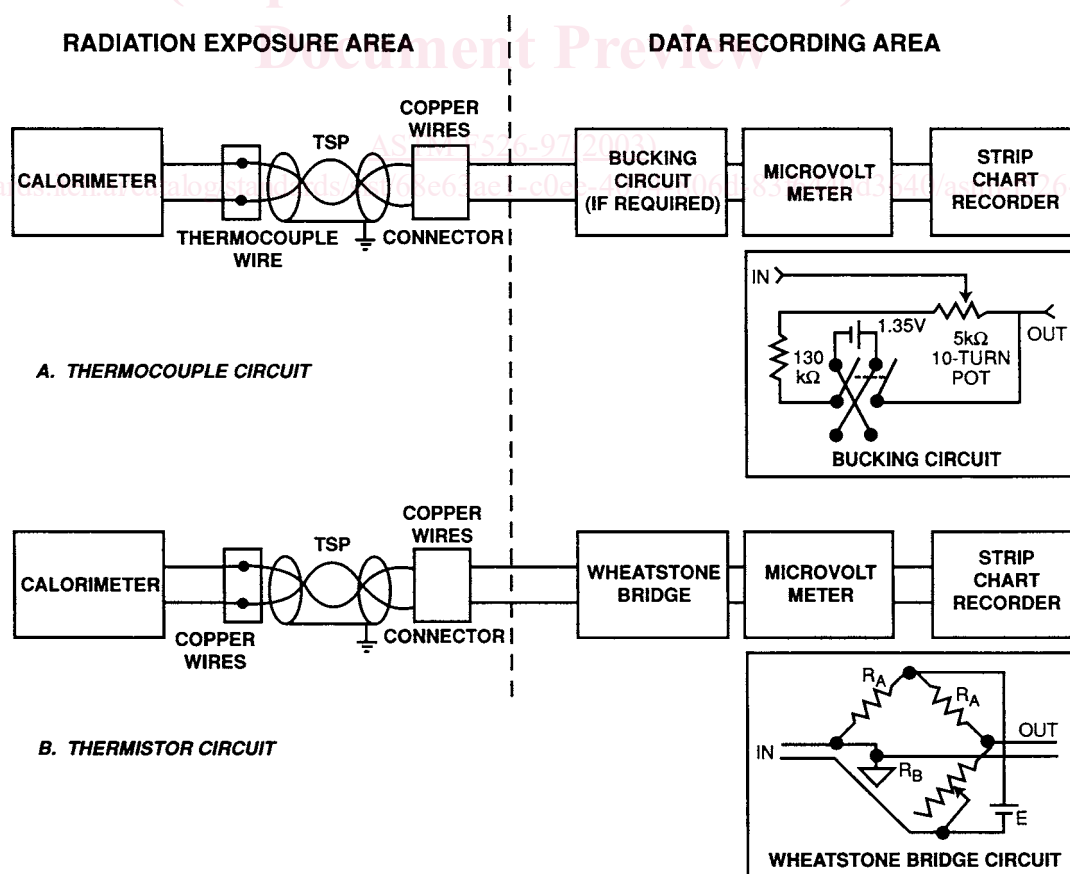 Document Preview
RADIATION EXPOSURE AREA
DATA RECORDING AREA
COPPER
WIRES
TSP
CALORIMETER
THERMOCOUPLE
WIRE
CONNECTOR
BUCKING
CIRCUIT
(IF REQUIRED)
MICROVOLT
METER
STRIP
CHART
RECORDER
A. THERMOCOUPLE CIRCUIT
IN
1.35V
130
kΩ
5kΩ
10-TURN
POT
OUT
BUCKING CIRCUIT
COPPER
WIRES
TSP
CALORIMETER
COPPER
WIRES
CONNECTOR
WHEATSTONE
BRIDGE
MICROVOLT
METER
STRIP
CHART
RECORDER
B. THERMISTOR CIRCUIT
RA
RA
IN
OUT
RB
E
WHEATSTONE BRIDGE CIRCUIT